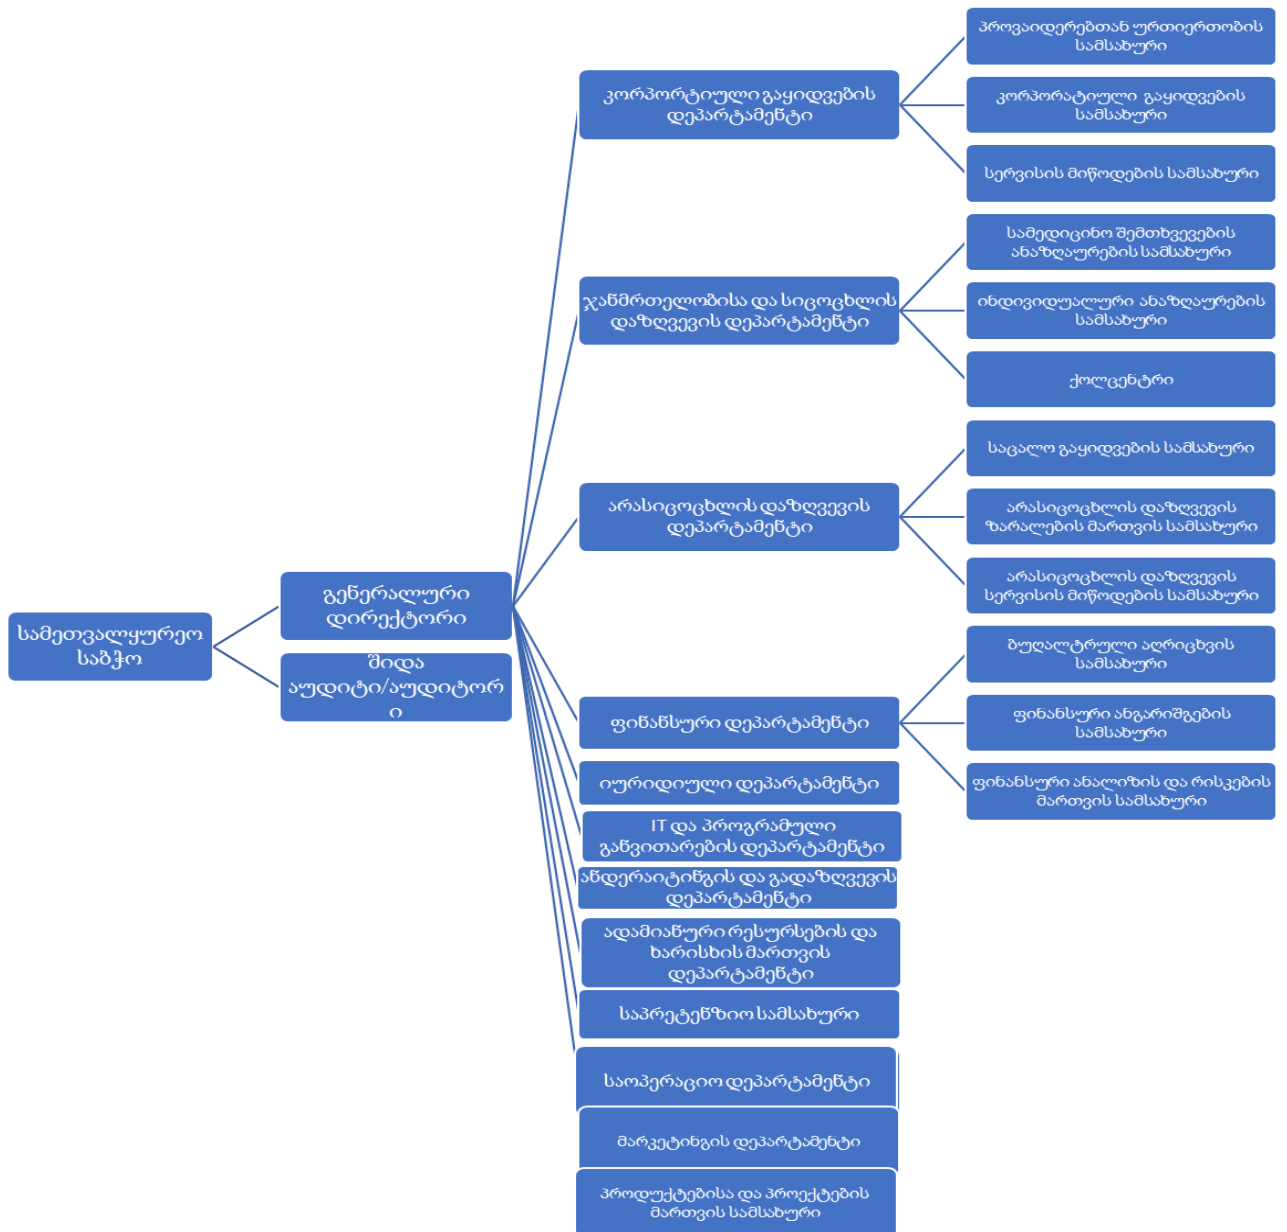 სამეთვალყურეო
საბჭო
გენერალური
დირექტორი
შიდა
აუდიტი/აუდიტორ
ი
კორპორტიული გაყიდვების
დეპარტამენტი
პროვაიდერებთან ურთიერთობის
სამსახური
კორპორატიული გაყიდვების
სამსახური
სერვისის მიწოდების სამსახური
ჯანმრთელობისა და სიცოცხლის
დაზღვევის დეპარტამენტი
სამედიცინო შემთხვევების
ანაზღაურების სამსახური
ინდივიდუალური ანაზღაურების
სამსახური
ქოლცენტრი
არასიცოცხლის დაზღვევის
დეპარტამენტი
საცალო გაყიდვების სამსახური
არასიცოცხლის დაზღვევის
ზარალების მართვის სამსახური
არასიცოცხლის დაზღვევის
სერვისის მიწოდების სამსახური
ფინანსური დეპარტამენტი
ბუღალტრული აღრიცხვის
სამსახური
ფინანსური ანგარიშგების
სამსახური
ფინანსური ანალიზის და რისკების
მართვის სამსახური
იურიდიული დეპარტამენტი
IT და პროგრამული
განვითარების დეპარტამენტი
ანდერაიტინგის და გადაზღვევის
დეპარტამენტი
ადამიანური რესურსების და
ხარისხის მართვის
დეპარტამენტი
საპრეტენზიო სამსახური
საოპერაციო დეპარტამენტი
მარკეტინგის დეპარტამენტი
პროდუქტებისა და პროექტების
მართვის სამსახური